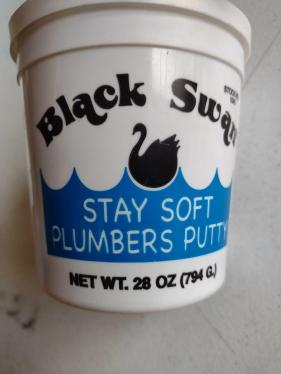 Black Swan
STAY SOFT
PLUMBERS PUTTY
NET WT. 28 OZ (794 G.)